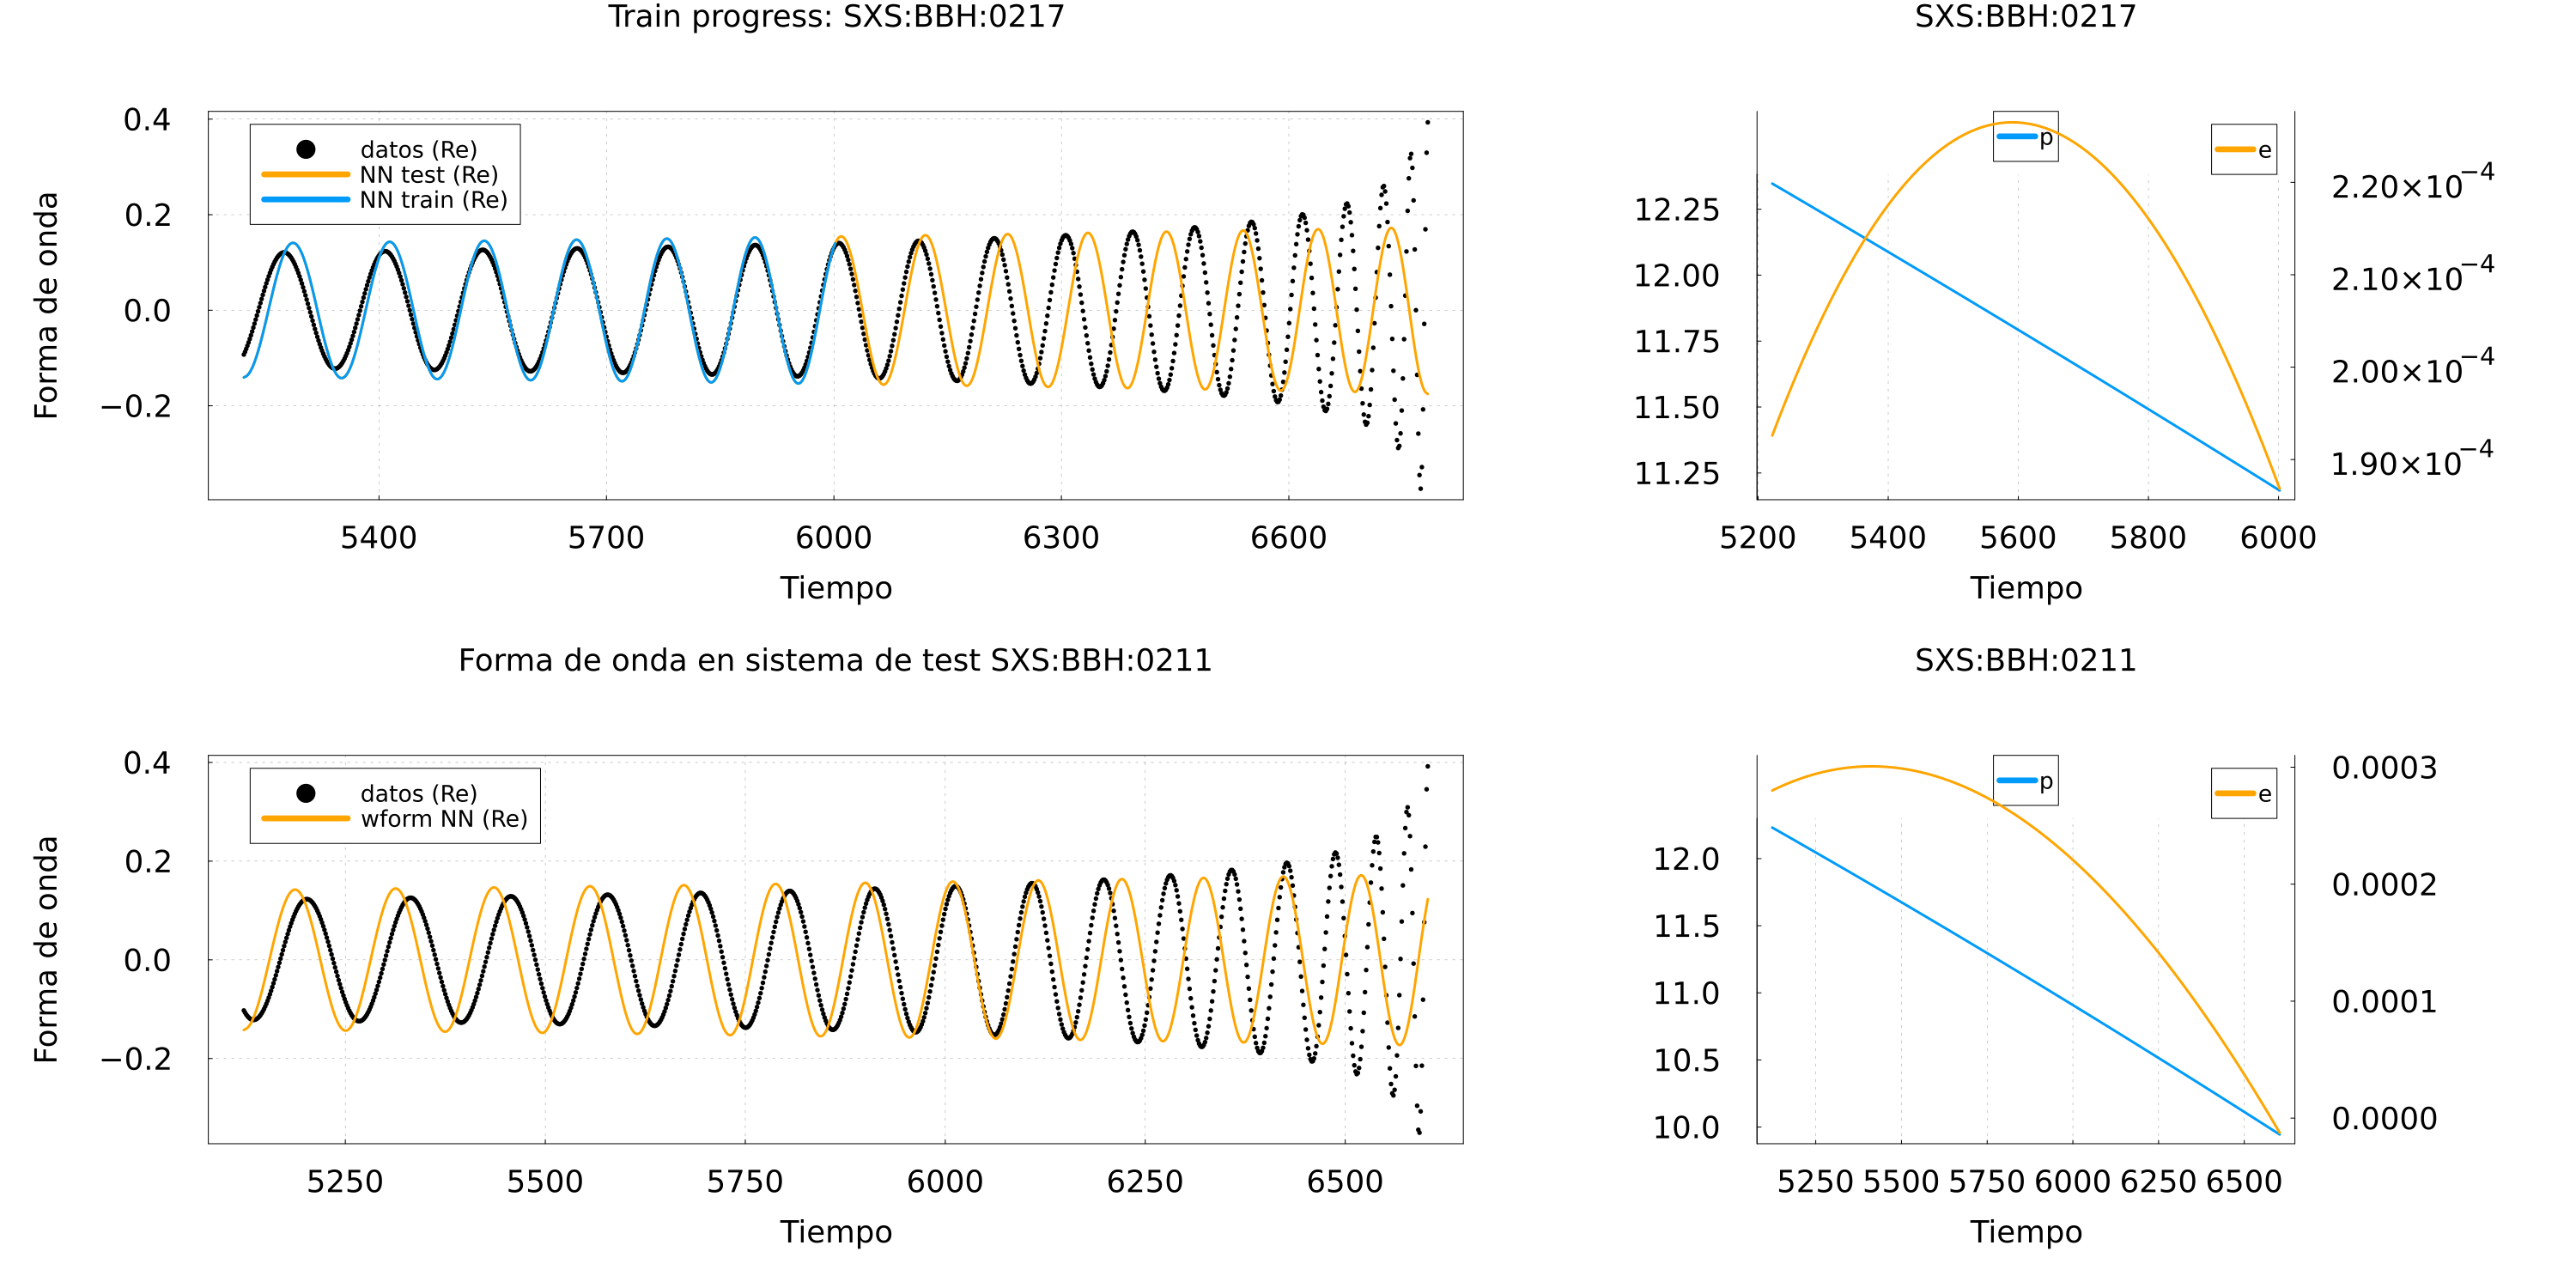 Train progress: SXS:BBH:0217
0.4
0.2
0.0
−0.2
Forma de onda
datos (Re)
NN test (Re)
NN train (Re)
5400 5700 6000 6300 6600
Tiempo
SXS:BBH:0217
12.25
12.00
11.75
11.50
11.25
p
e
2.20×10⁻⁴
2.10×10⁻⁴
2.00×10⁻⁴
1.90×10⁻⁴
5200 5400 5600 5800 6000
Tiempo
Forma de onda en sistema de test SXS:BBH:0211
0.4
0.2
0.0
−0.2
Forma de onda
datos (Re)
wform NN (Re)
5250 5500 5750 6000 6250 6500
Tiempo
SXS:BBH:0211
12.0
11.5
11.0
10.5
10.0
p
e
0.0003
0.0002
0.0001
0.0000
5250 5500 5750 6000 6250 6500
Tiempo